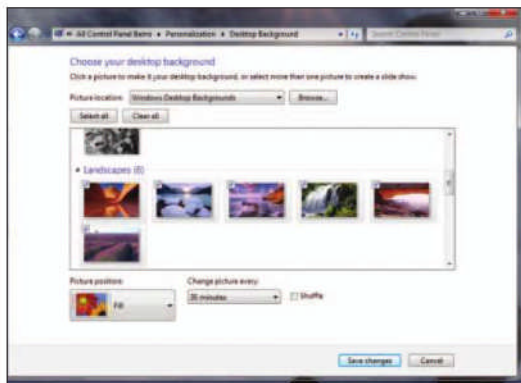 « All Control Panel Items ▸ Personalization ▸ Desktop Background
Search Control Panel
Choose your desktop background
Click a picture to make it your desktop background, or select more than one picture to create a slide show.
Picture location: Windows Desktop Backgrounds Browse...
Select all Clear all
Landscapes (6)
Picture position: Change picture every:
Fill 30 minutes Shuffle
Save changes Cancel